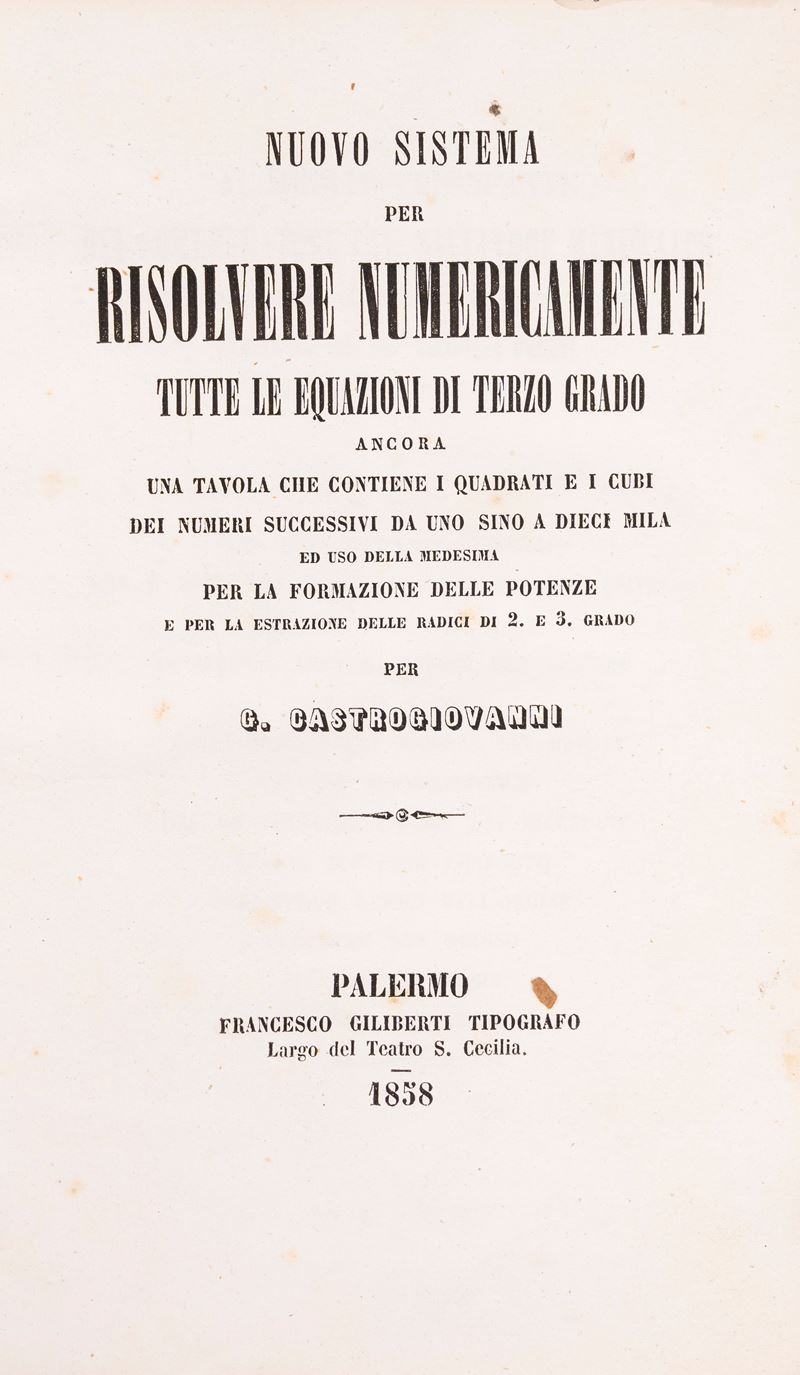 NUOVO SISTEMA
PER
RISOLVERE NUMERICAMENTE
TUTTE LE EQUAZIONI DI TERZO GRADO
ANCORA
UNA TAVOLA CHE CONTIENE I QUADRATI E I CUBI
DEI NUMERI SUCCESSIVI DA UNO SINO A DIECI MILA
ED USO DELLA MEDESIMA
PER LA FORMAZIONE DELLE POTENZE
E PER LA ESTRAZIONE DELLE RADICI DI 2. E 3. GRADO
PER
G. CASTROGIOVANNI
PALERMO
FRANCESCO GILIBERTI TIPOGRAFO
Largo del Teatro S. Cecilia.
1858